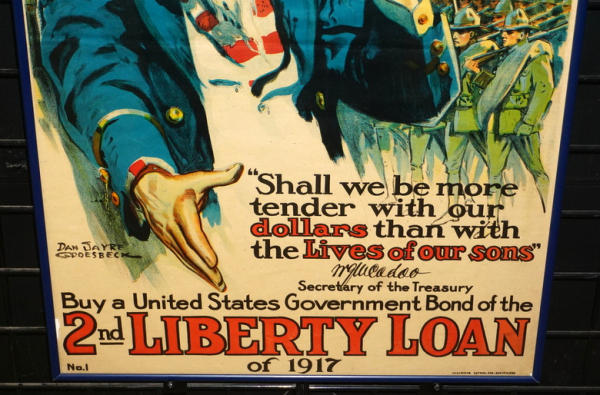 "Shall we be more
tender with our
dollars than with
the Lives of our sons"
WGMcAdoo
Secretary of the Treasury
DAN SAYRE
GROESBECK
Buy a United States Government Bond of the
2nd LIBERTY LOAN
of 1917
No.1